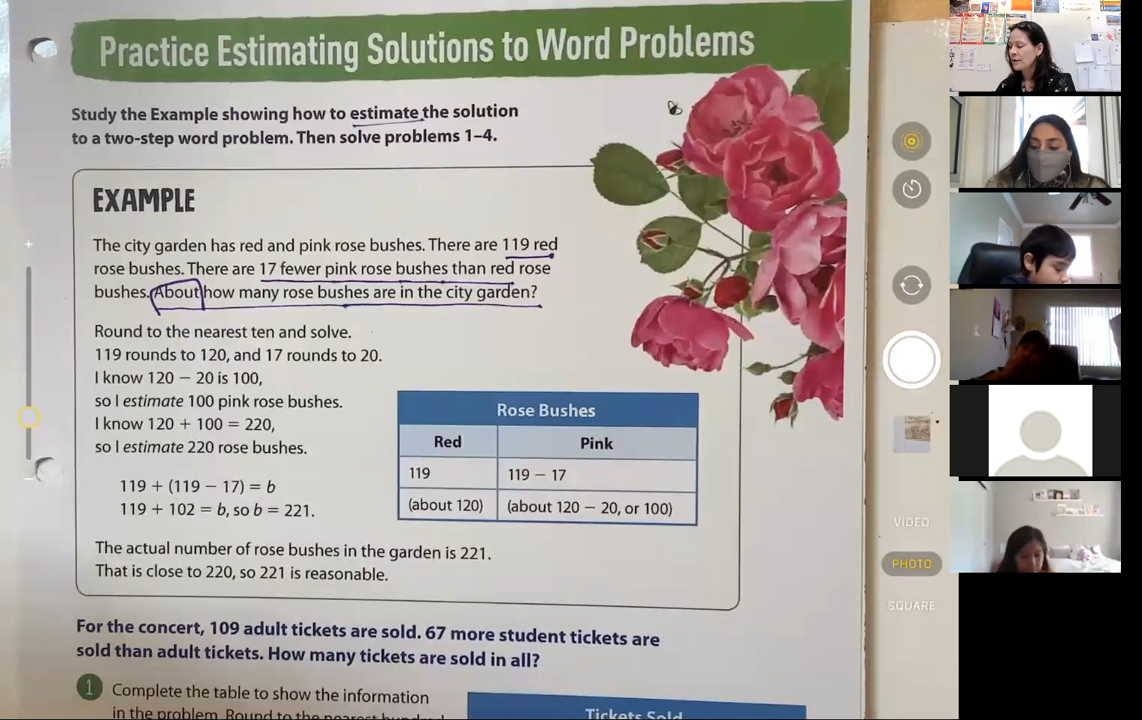 Practice Estimating Solutions to Word Problems
Study the Example showing how to estimate the solution
to a two-step word problem. Then solve problems 1–4.
EXAMPLE
The city garden has red and pink rose bushes. There are 119 red
rose bushes. There are 17 fewer pink rose bushes than red rose
bushes. About how many rose bushes are in the city garden?
Round to the nearest ten and solve.
119 rounds to 120, and 17 rounds to 20.
I know 120 − 20 is 100,
so I estimate 100 pink rose bushes.
I know 120 + 100 = 220,
so I estimate 220 rose bushes.
119 + (119 − 17) = b
119 + 102 = b, so b = 221.
Rose Bushes
Red Pink
119 119 − 17
(about 120) (about 120 − 20, or 100)
The actual number of rose bushes in the garden is 221.
That is close to 220, so 221 is reasonable.
For the concert, 109 adult tickets are sold. 67 more student tickets are
sold than adult tickets. How many tickets are sold in all?
1 Complete the table to show the information
in the problem. Round to the nearest hundred
Tickets Sold
VIDEO
PHOTO
SQUARE